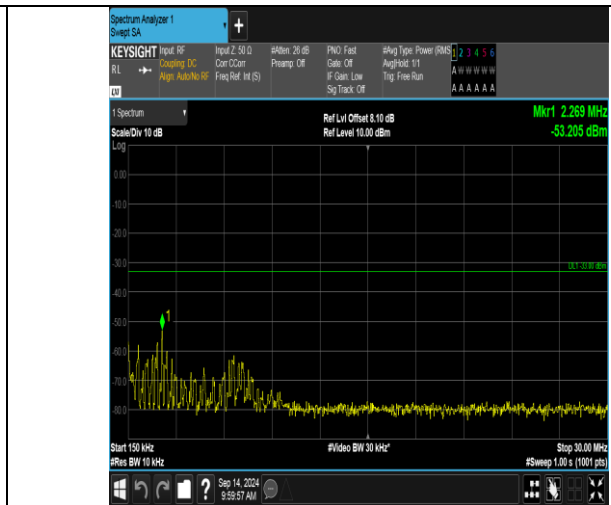 Spectrum Analyzer 1
Swept SA
+
KEYSIGHT Input: RF Input Z: 50 Ω #Atten: 26 dB PNO: Fast #Avg Type: Power (RMS 1 2 3 4 5 6
RL Coupling: DC Corr CCorr Preamp: Off Gate: Off Avg|Hold: 1/1 A W W W W W
Align: Auto/No RF Freq Ref: Int (S) IF Gain: Low Trig: Free Run
LXI Sig Track: Off A A A A A A
1 Spectrum Ref Lvl Offset 8.10 dB Mkr1 2.269 MHz
Scale/Div 10 dB Ref Level 10.00 dBm -53.205 dBm
Log
0.00
-10.0
-20.0
-30.0
DL1 -33.00 dBm
-40.0
1
-50.0
-60.0
-70.0
-80.0
Start 150 kHz #Video BW 30 kHz* Stop 30.00 MHz
#Res BW 10 kHz #Sweep 1.00 s (1001 pts)
? Sep 14, 2024
9:59:57 AM